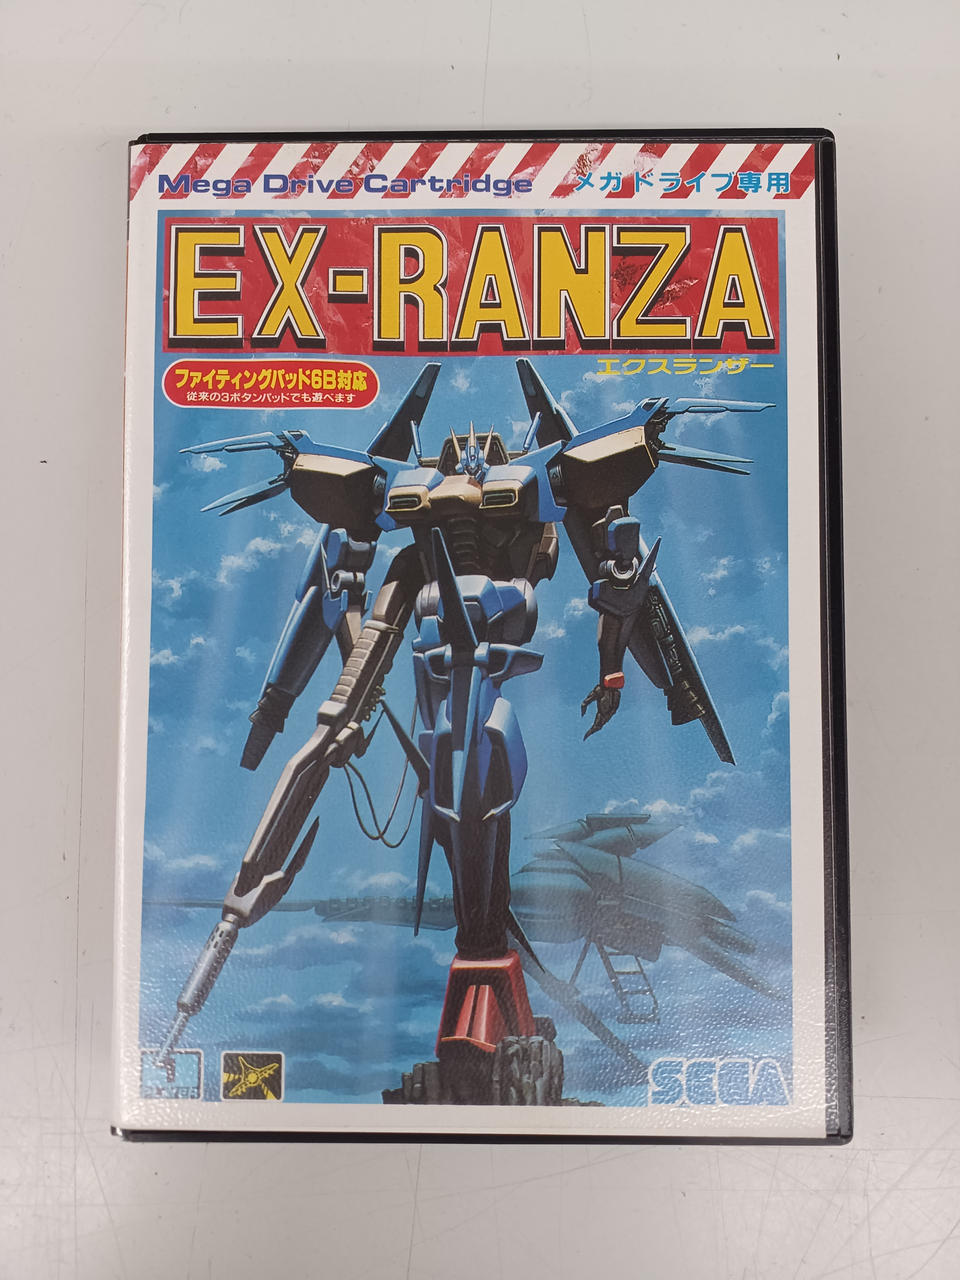 Mega Drive Cartridge メガドライブ専用
EX-RANZA
エクスランザー
ファイティングパッド6B対応
従来の3ボタンパッドでも遊べます
1
PLAYER
SEGA